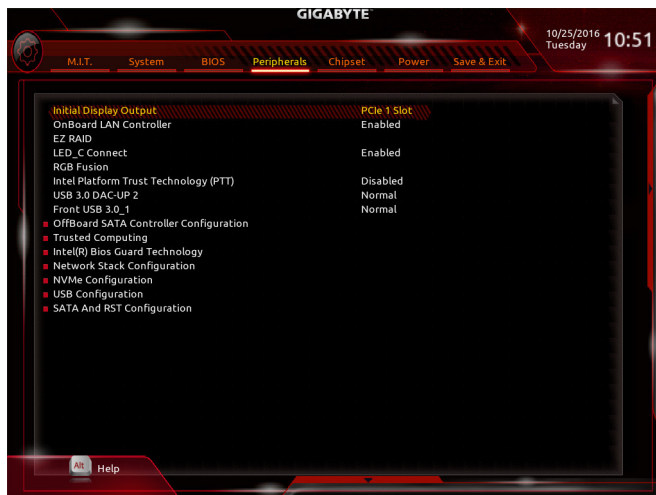 GIGABYTE™
10/25/2016 10:51
Tuesday
M.I.T. System BIOS Peripherals Chipset Power Save & Exit
Initial Display Output PCIe 1 Slot
OnBoard LAN Controller Enabled
EZ RAID
LED_C Connect Enabled
RGB Fusion
Intel Platform Trust Technology (PTT) Disabled
USB 3.0 DAC-UP 2 Normal
Front USB 3.0_1 Normal
OffBoard SATA Controller Configuration
Trusted Computing
Intel(R) Bios Guard Technology
Network Stack Configuration
NVMe Configuration
USB Configuration
SATA And RST Configuration
Alt Help